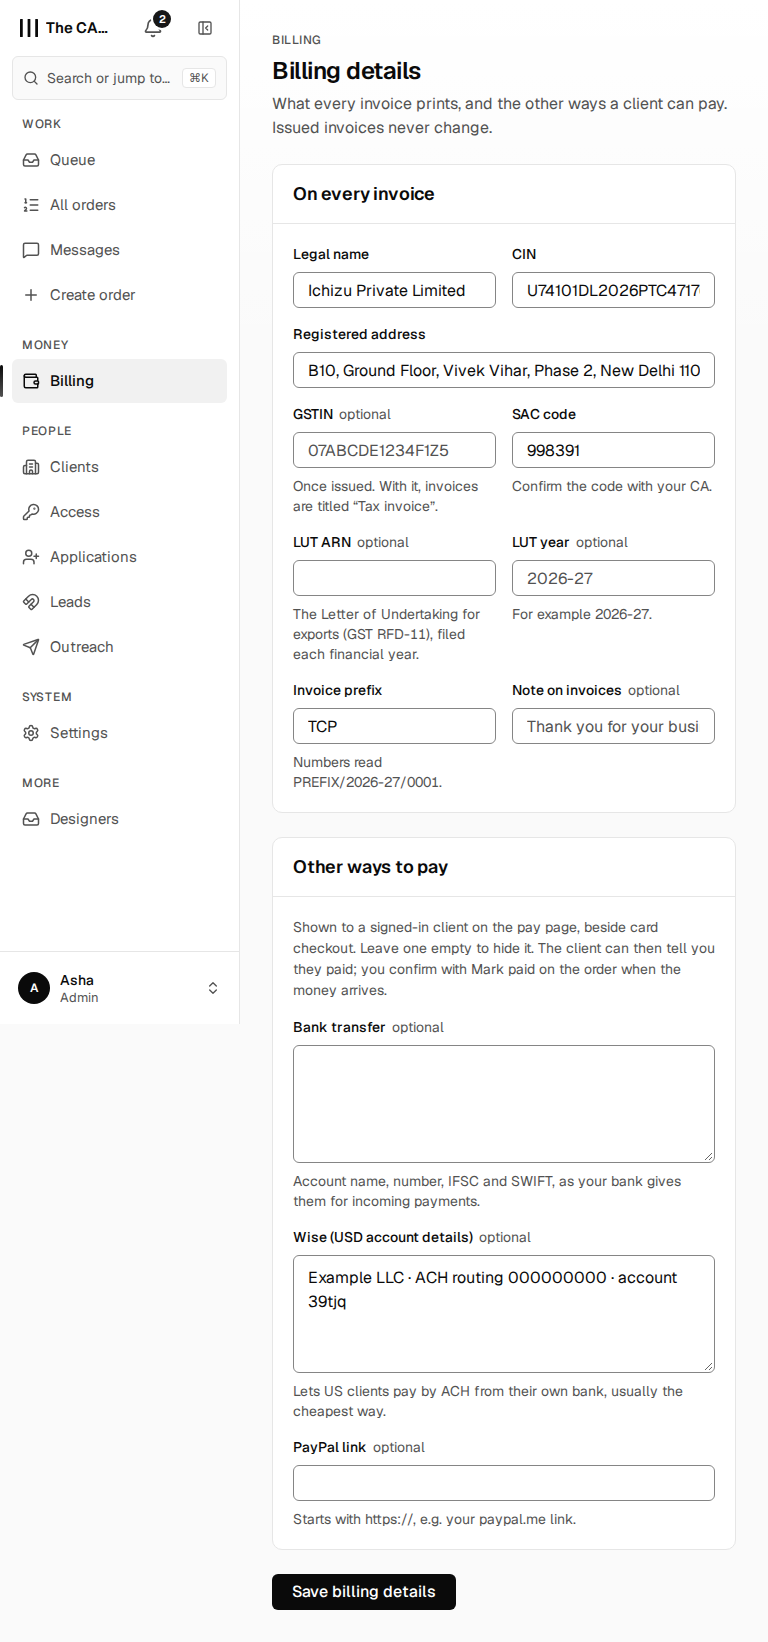 The CA...
2
Search or jump to... ⌘K
WORK
Queue
All orders
Messages
Create order
MONEY
Billing
PEOPLE
Clients
Access
Applications
Leads
Outreach
SYSTEM
Settings
MORE
Designers
A
Asha
Admin
BILLING
Billing details
What every invoice prints, and the other ways a client can pay.
Issued invoices never change.
On every invoice
Legal name CIN
Ichizu Private Limited U74101DL2026PTC4717
Registered address
B10, Ground Floor, Vivek Vihar, Phase 2, New Delhi 110
GSTIN optional SAC code
07ABCDE1234F1Z5 998391
Once issued. With it, invoices Confirm the code with your CA.
are titled “Tax invoice”.
LUT ARN optional LUT year optional
2026-27
The Letter of Undertaking for For example 2026-27.
exports (GST RFD-11), filed
each financial year.
Invoice prefix Note on invoices optional
TCP Thank you for your busi
Numbers read
PREFIX/2026-27/0001.
Other ways to pay
Shown to a signed-in client on the pay page, beside card
checkout. Leave one empty to hide it. The client can then tell you
they paid; you confirm with Mark paid on the order when the
money arrives.
Bank transfer optional
Account name, number, IFSC and SWIFT, as your bank gives
them for incoming payments.
Wise (USD account details) optional
Example LLC · ACH routing 000000000 · account
39tjq
Lets US clients pay by ACH from their own bank, usually the
cheapest way.
PayPal link optional
Starts with https://, e.g. your paypal.me link.
Save billing details